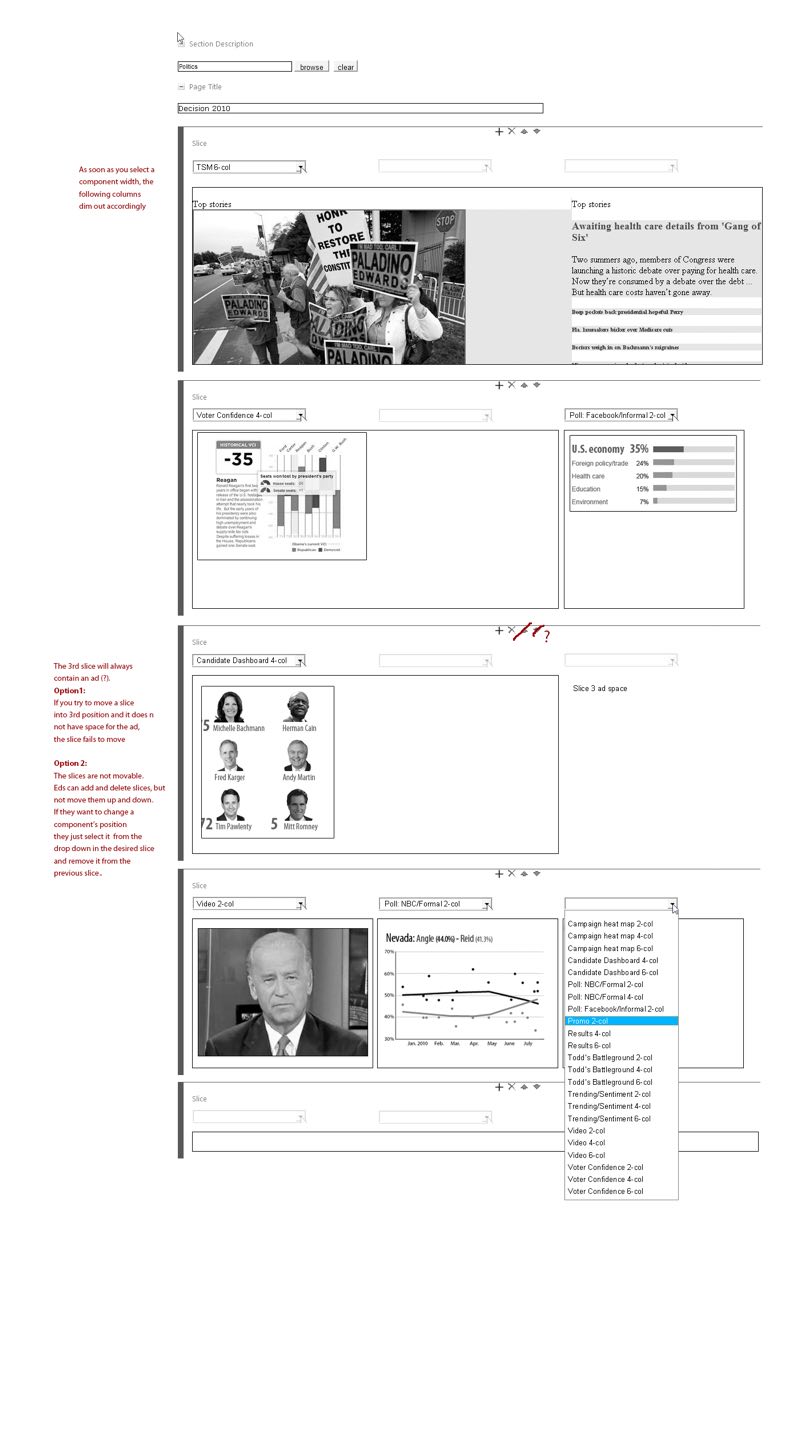 Section Description
Politics
browse
clear
Page Title
Decision 2010
Slice
As soon as you select a
component width, the
following columns
dim out accordingly
TSM 6-col
Top stories
Top stories
HONK
TO
RESTORE
THE
CONSTIT
STOP
PALADINO
EDWARDS
PALADINO
EDWARDS
PALADINO
EDWARDS
PALADINO
Awaiting health care details from 'Gang of
Six'
Two summers ago, members of Congress were
launching a historic debate over paying for health care.
Now they're consumed by a debate over the debt ...
But health care costs haven't gone away.
Deep pockets back presidential hopeful Perry
Fla. lawmakers bicker over Medicare cuts
Doctors weigh in on Bachmann's migraines
Slice
Voter Confidence 4-col
Poll: Facebook/Informal 2-col
HISTORICAL VCI
-35
Reagan
Seats won/lost by president's party
House seats
Senate seats
Obama's current VCI
Republican
Democrat
U.S. economy 35%
Foreign policy/trade 24%
Health care 20%
Education 15%
Environment 7%
?
Slice
Candidate Dashboard 4-col
The 3rd slice will always
contain an ad (?).
Option1:
If you try to move a slice
into 3rd position and it does n
not have space for the ad,
the slice fails to move
Option 2:
The slices are not movable.
Eds can add and delete slices, but
not move them up and down.
If they want to change a
component's position
they just select it from the
drop down in the desired slice
and remove it from the
previous slice..
Slice 3 ad space
5 Michelle Bachmann
Herman Cain
Fred Karger
Andy Martin
72 Tim Pawlenty
5 Mitt Romney
Slice
Video 2-col
Poll: NBC/Formal 2-col
Nevada: Angle (44.0%) - Reid (41.3%)
70%
60%
50%
40%
30%
Jan. 2010 Feb. Mar. Apr. May June July
Campaign heat map 2-col
Campaign heat map 4-col
Campaign heat map 6-col
Candidate Dashboard 4-col
Candidate Dashboard 6-col
Poll: NBC/Formal 2-col
Poll: NBC/Formal 4-col
Poll: Facebook/Informal 2-col
Promo 2-col
Results 4-col
Results 6-col
Todd's Battleground 2-col
Todd's Battleground 4-col
Todd's Battleground 6-col
Trending/Sentiment 2-col
Trending/Sentiment 4-col
Trending/Sentiment 6-col
Video 2-col
Video 4-col
Video 6-col
Voter Confidence 2-col
Voter Confidence 4-col
Voter Confidence 6-col
Slice